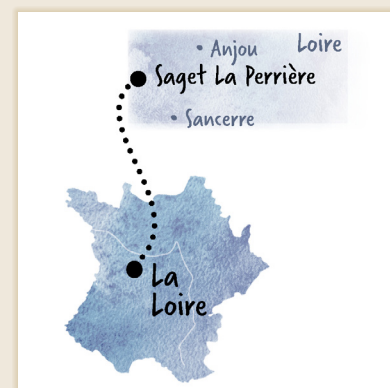 • Anjou Loire
Saget La Perrière
• Sancerre
La
Loire